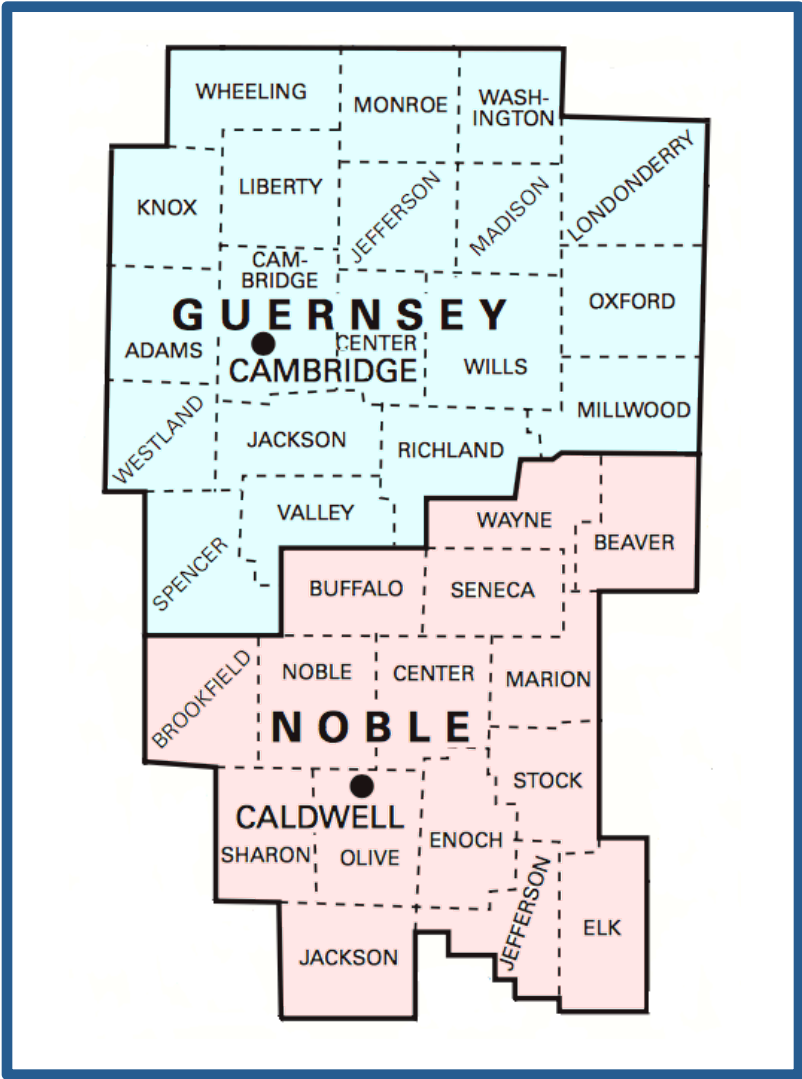 WHEELING
MONROE
WASH-
INGTON
LONDONDERRY
KNOX
LIBERTY
JEFFERSON
MADISON
CAM-
BRIDGE
OXFORD
GUERNSEY
ADAMS
CENTER
CAMBRIDGE
WILLS
WESTLAND
JACKSON
RICHLAND
MILLWOOD
VALLEY
SPENCER
WAYNE
BEAVER
BUFFALO
SENECA
BROOKFIELD
NOBLE
CENTER
MARION
NOBLE
STOCK
CALDWELL
SHARON
OLIVE
ENOCH
JEFFERSON
ELK
JACKSON